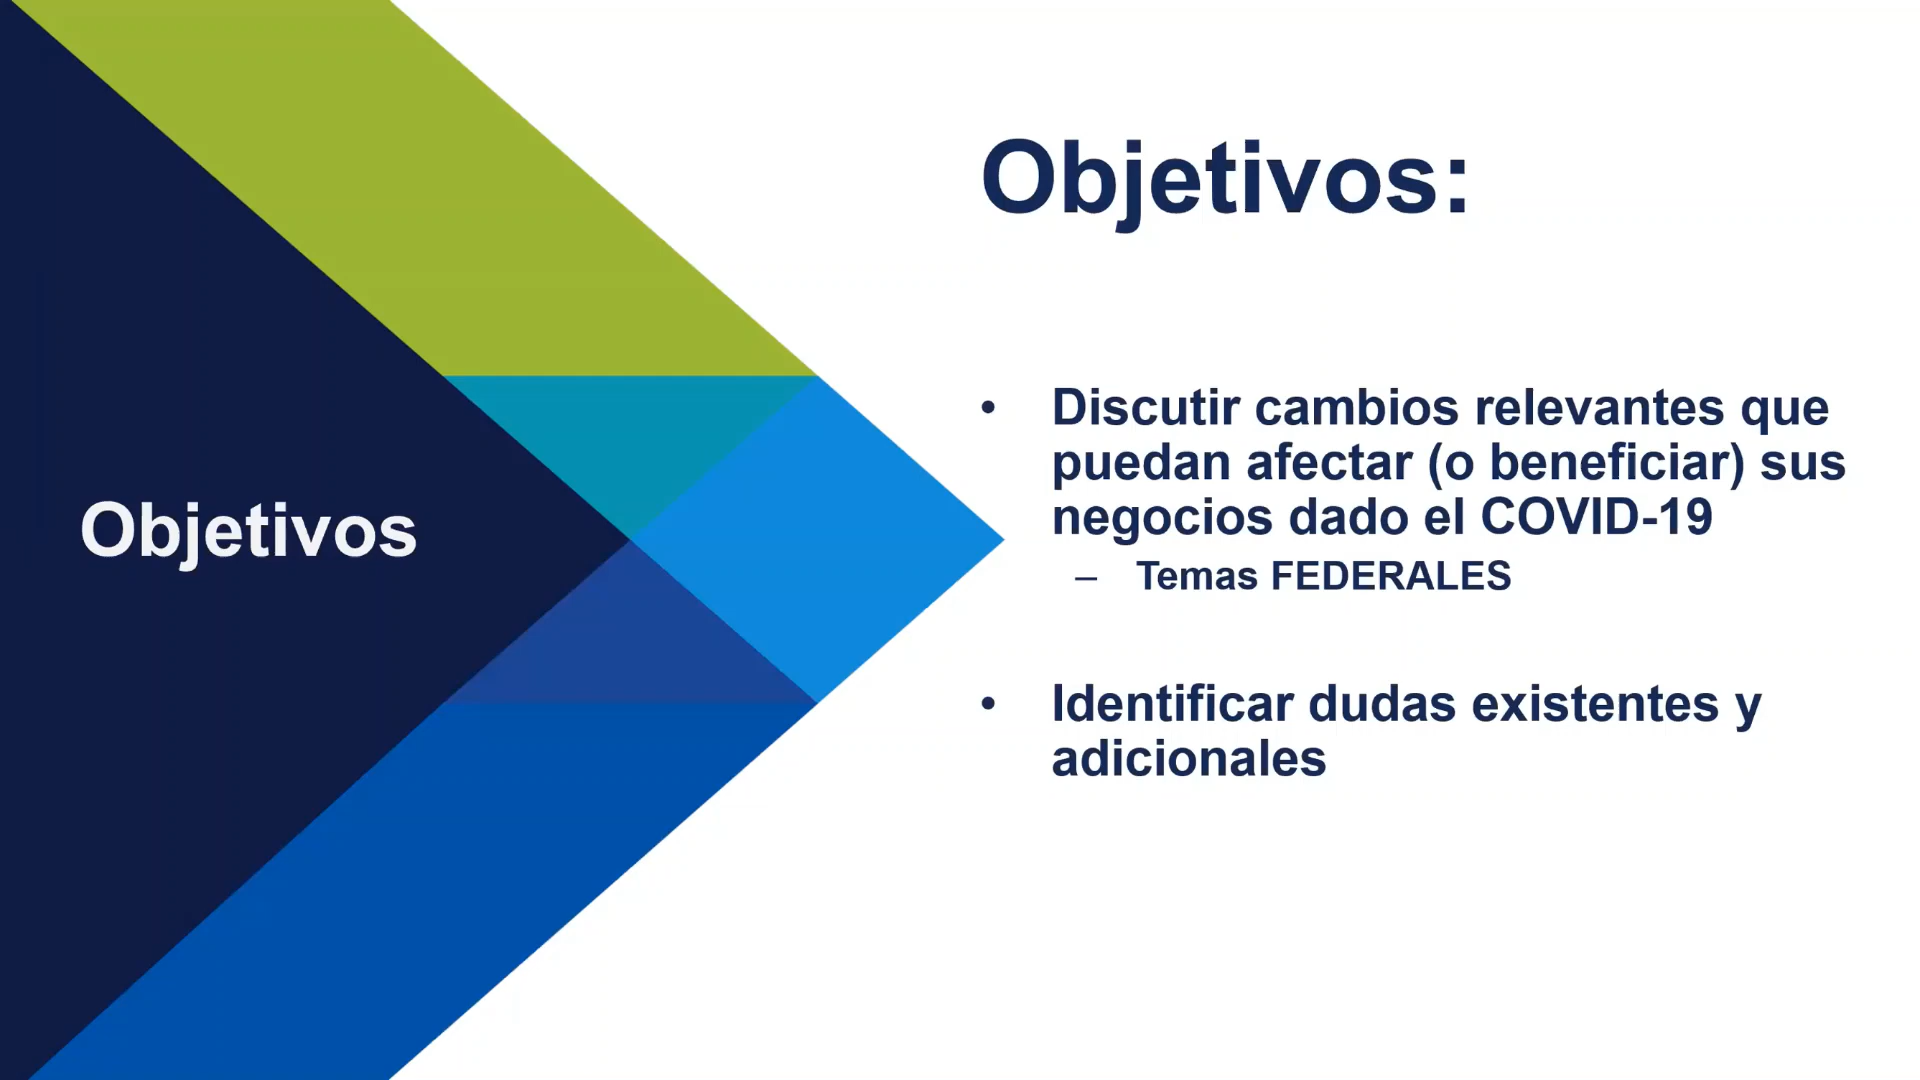 Objetivos
Objetivos:
• Discutir cambios relevantes que
puedan afectar (o beneficiar) sus
negocios dado el COVID-19
– Temas FEDERALES
• Identificar dudas existentes y
adicionales